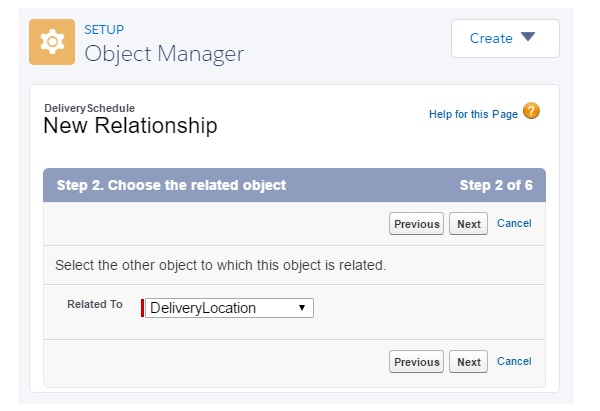 SETUP
Object Manager
Create
DeliverySchedule
New Relationship
Help for this Page ?
Step 2. Choose the related object Step 2 of 6
Previous Next Cancel
Select the other object to which this object is related.
Related To DeliveryLocation
Previous Next Cancel